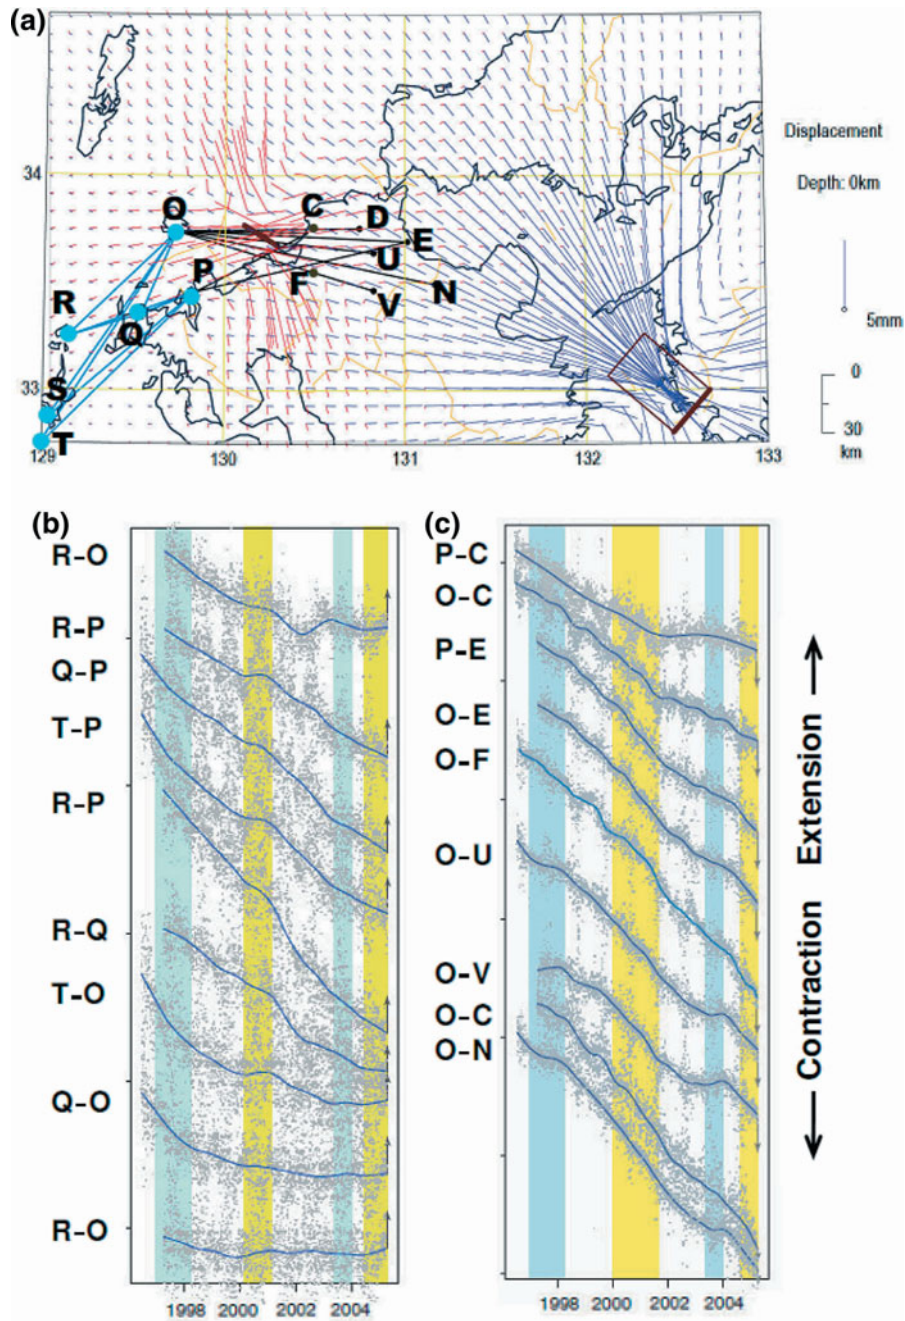 (a)
34
33
129
130
131
132
133
O
C
D
E
P
U
F
V
N
R
Q
S
T
Displacement
Depth: 0km
5mm
0
30
km
(b)
R-O
R-P
Q-P
T-P
R-P
R-Q
T-O
Q-O
R-O
1998
2000
2002
2004
(c)
P-C
O-C
P-E
O-E
O-F
O-U
O-V
O-C
O-N
1998
2000
2002
2004
Contraction
Extension